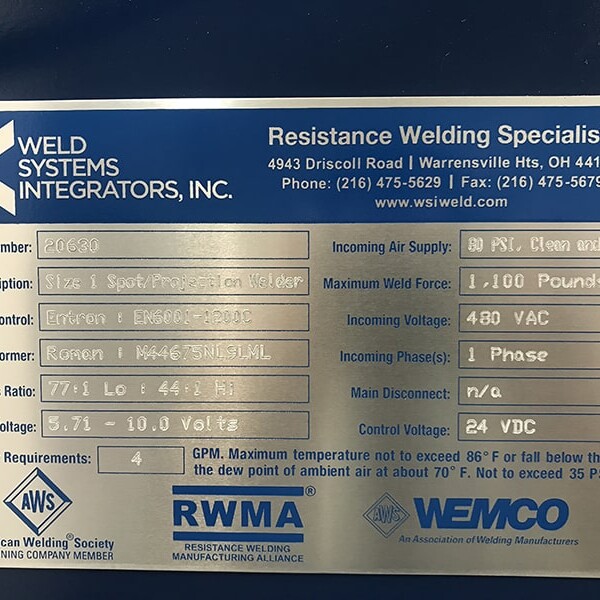 WELD
SYSTEMS
INTEGRATORS, INC.
Resistance Welding Specialis
4943 Driscoll Road | Warrensville Hts, OH 441
Phone: (216) 475-5629 | Fax: (216) 475-5679
www.wsiweld.com
mber: 20630 Incoming Air Supply: 80 PSI, Clean and
iption: Size 1 Spot/Projection Welder Maximum Weld Force: 1,100 Pounds
ontrol: Entron : EN6001-1200C Incoming Voltage: 480 VAC
ormer: Roman : M44675NL9LML Incoming Phase(s): 1 Phase
s Ratio: 77:1 Lo : 44:1 Hi Main Disconnect: n/a
oltage: 5.71 - 10.0 Volts Control Voltage: 24 VDC
Requirements: 4 GPM. Maximum temperature not to exceed 86°F or fall below the
the dew point of ambient air at about 70° F. Not to exceed 35 PS
AWS
ican Welding Society
NING COMPANY MEMBER
RWMA®
RESISTANCE WELDING
MANUFACTURING ALLIANCE
AWS WEMCO
An Association of Welding Manufacturers